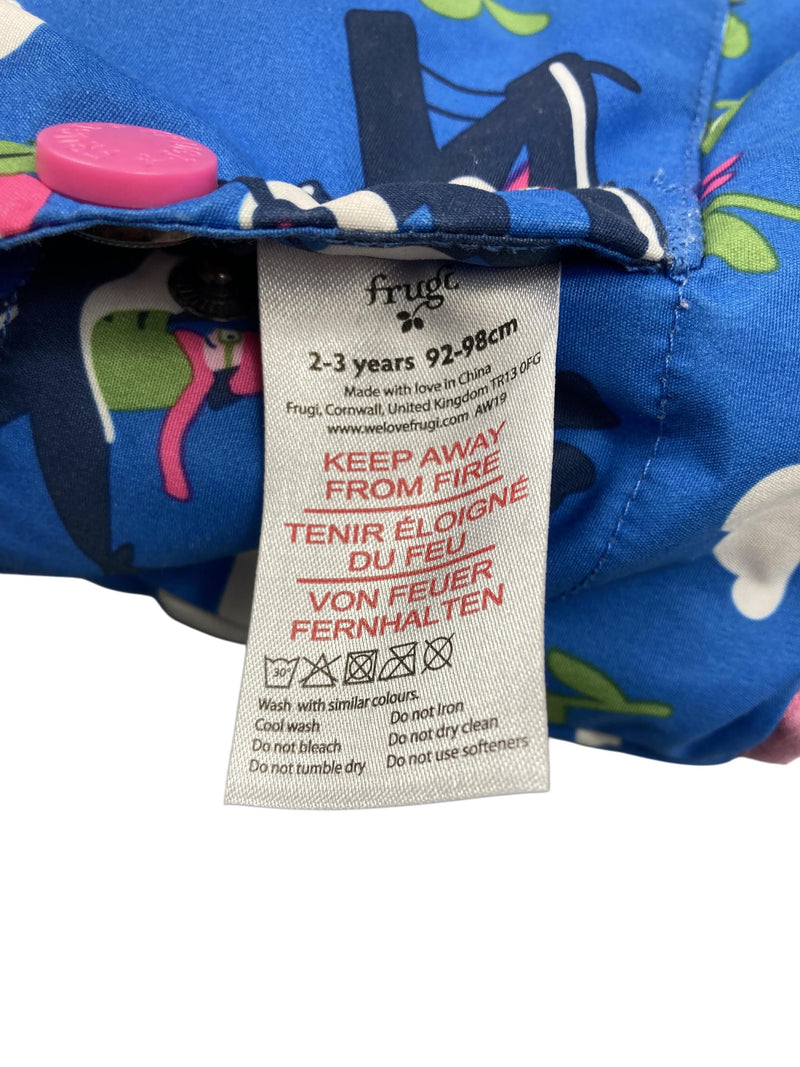 frugi
2-3 years 92-98cm
Made with love in China
Frugi, Cornwall, United Kingdom TR13 0FG
www.welovefrugi.com AW19
KEEP AWAY
FROM FIRE
TENIR ÉLOIGNÉ
DU FEU
VON FEUER
FERNHALTEN
30°
Wash with similar colours.
Cool wash
Do not bleach
Do not tumble dry
Do not Iron
Do not dry clean
Do not use softeners